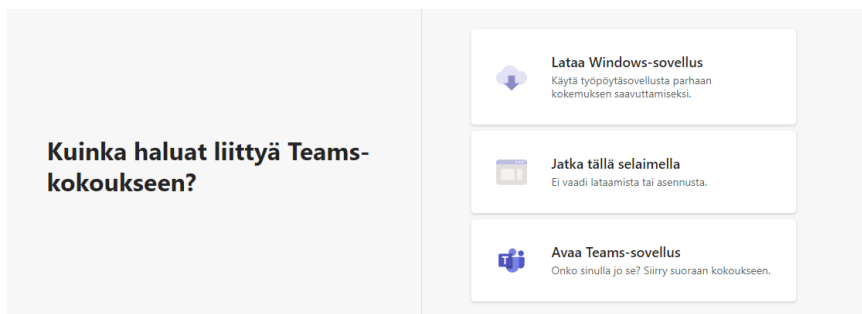 Kuinka haluat liittyä Teams-
kokoukseen?
Lataa Windows-sovellus
Käytä työpöytäsovellusta parhaan
kokemuksen saavuttamiseksi.
Jatka tällä selaimella
Ei vaadi lataamista tai asennusta.
Avaa Teams-sovellus
Onko sinulla jo se? Siirry suoraan kokoukseen.